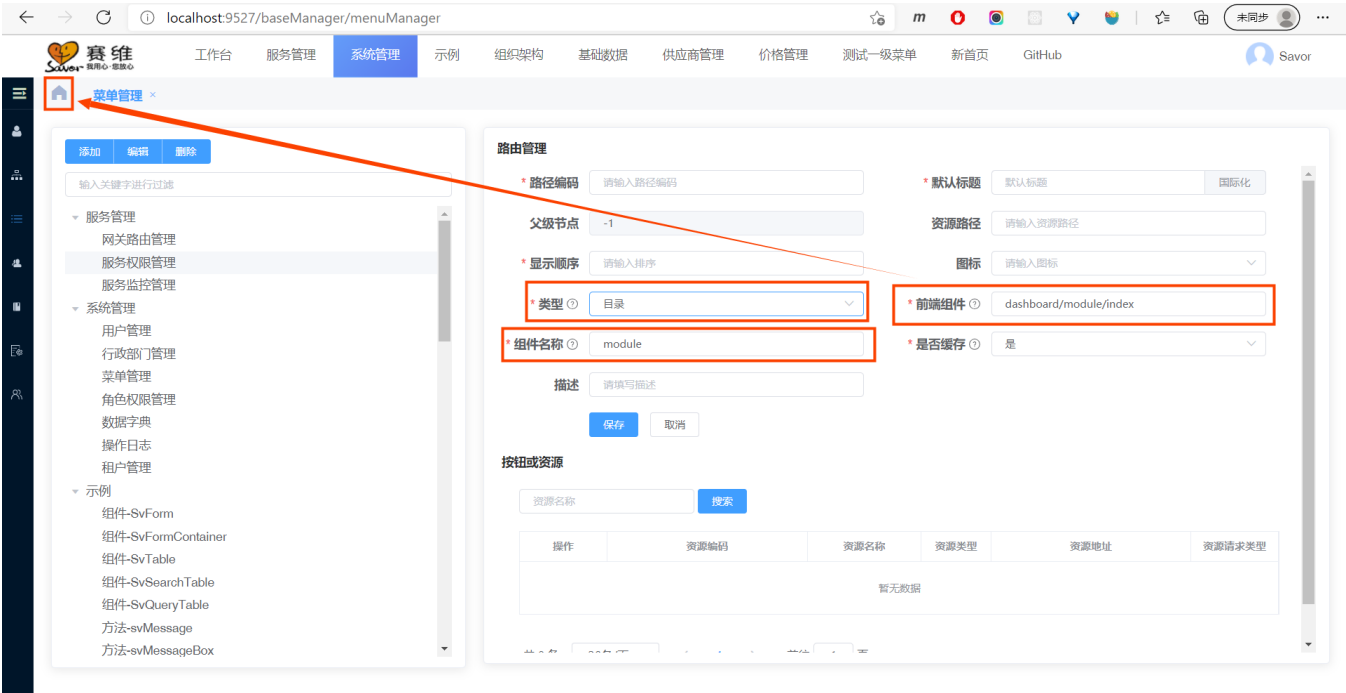 localhost:9527/baseManager/menuManager
未同步
赛维
Savor 我用心·您放心
工作台 服务管理 系统管理 示例 组织架构 基础数据 供应商管理 价格管理 测试一级菜单 新首页 GitHub Savor
菜单管理 ×
添加 编辑 删除
输入关键字进行过滤
服务管理
网关路由管理
服务权限管理
服务监控管理
系统管理
用户管理
行政部门管理
菜单管理
角色权限管理
数据字典
操作日志
租户管理
示例
组件-SvForm
组件-SvFormContainer
组件-SvTable
组件-SvSearchTable
组件-SvQueryTable
方法-svMessage
方法-svMessageBox
路由管理
* 路径编码 请输入路径编码 * 默认标题 默认标题 国际化
父级节点 -1 资源路径 请输入资源路径
* 显示顺序 请输入排序 图标 请输入图标
* 类型 目录 * 前端组件 dashboard/module/index
* 组件名称 module * 是否缓存 是
描述 请填写描述
保存 取消
按钮或资源
资源名称 搜索
操作 资源编码 资源名称 资源类型 资源地址 资源请求类型
暂无数据